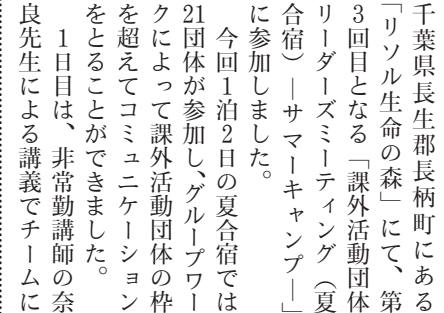 千葉県長生郡長柄町にある
「リソル生命の森」にて、第
3回目となる「課外活動団体
リーダーズミーティング（夏
合宿）―サマーキャンプ―」
に参加しました。
今回1泊2日の夏合宿では
21団体が参加し、グループワー
クによって課外活動団体の枠
を超えてコミュニケーション
をとることができました。
1日目は、非常勤講師の奈
良先生による講義でチームに